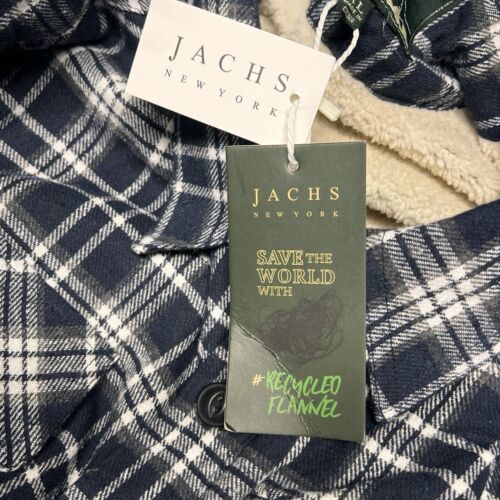 JACHS
NEW YORK
JACHS
NEW YORK
SAVE THE
WORLD
WITH
#RECYCLED
FLANNEL